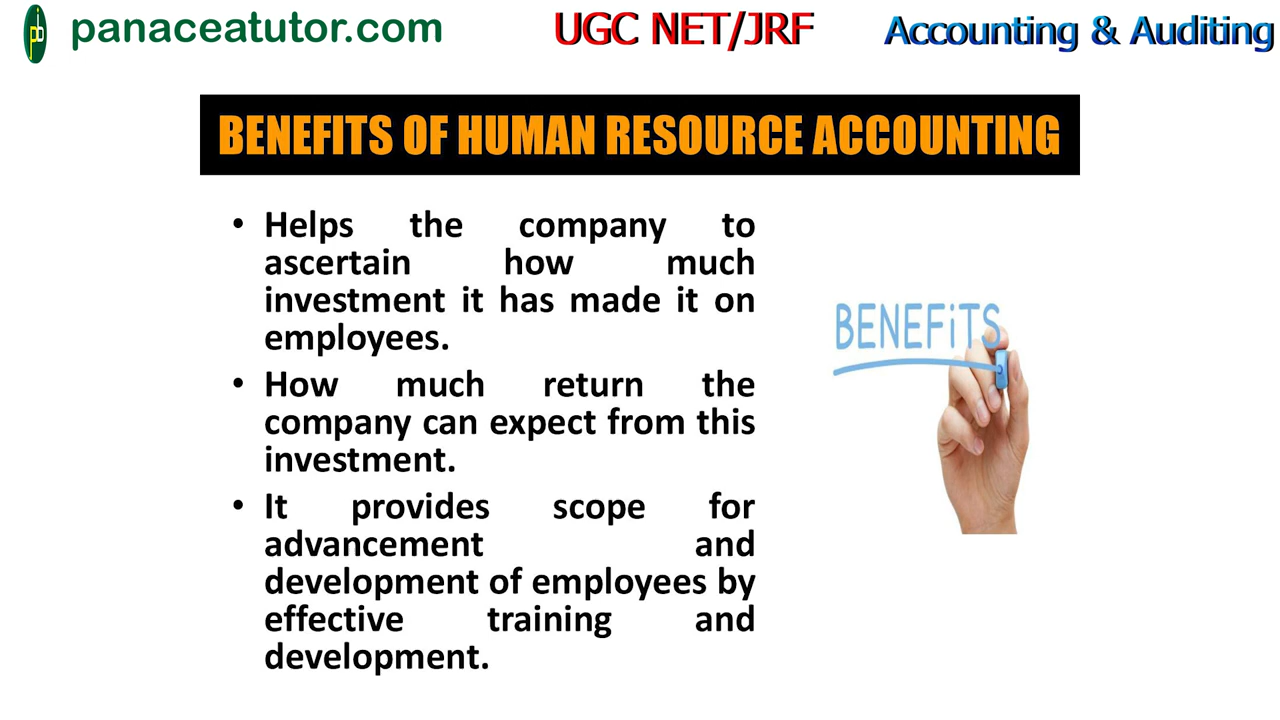 panaceatutor.com
UGC NET/JRF
Accounting & Auditing
BENEFITS OF HUMAN RESOURCE ACCOUNTING
• Helps the company to
ascertain how much
investment it has made it on
employees.
• How much return the
company can expect from this
investment.
• It provides scope for
advancement and
development of employees by
effective training and
development.
BENEFiTS